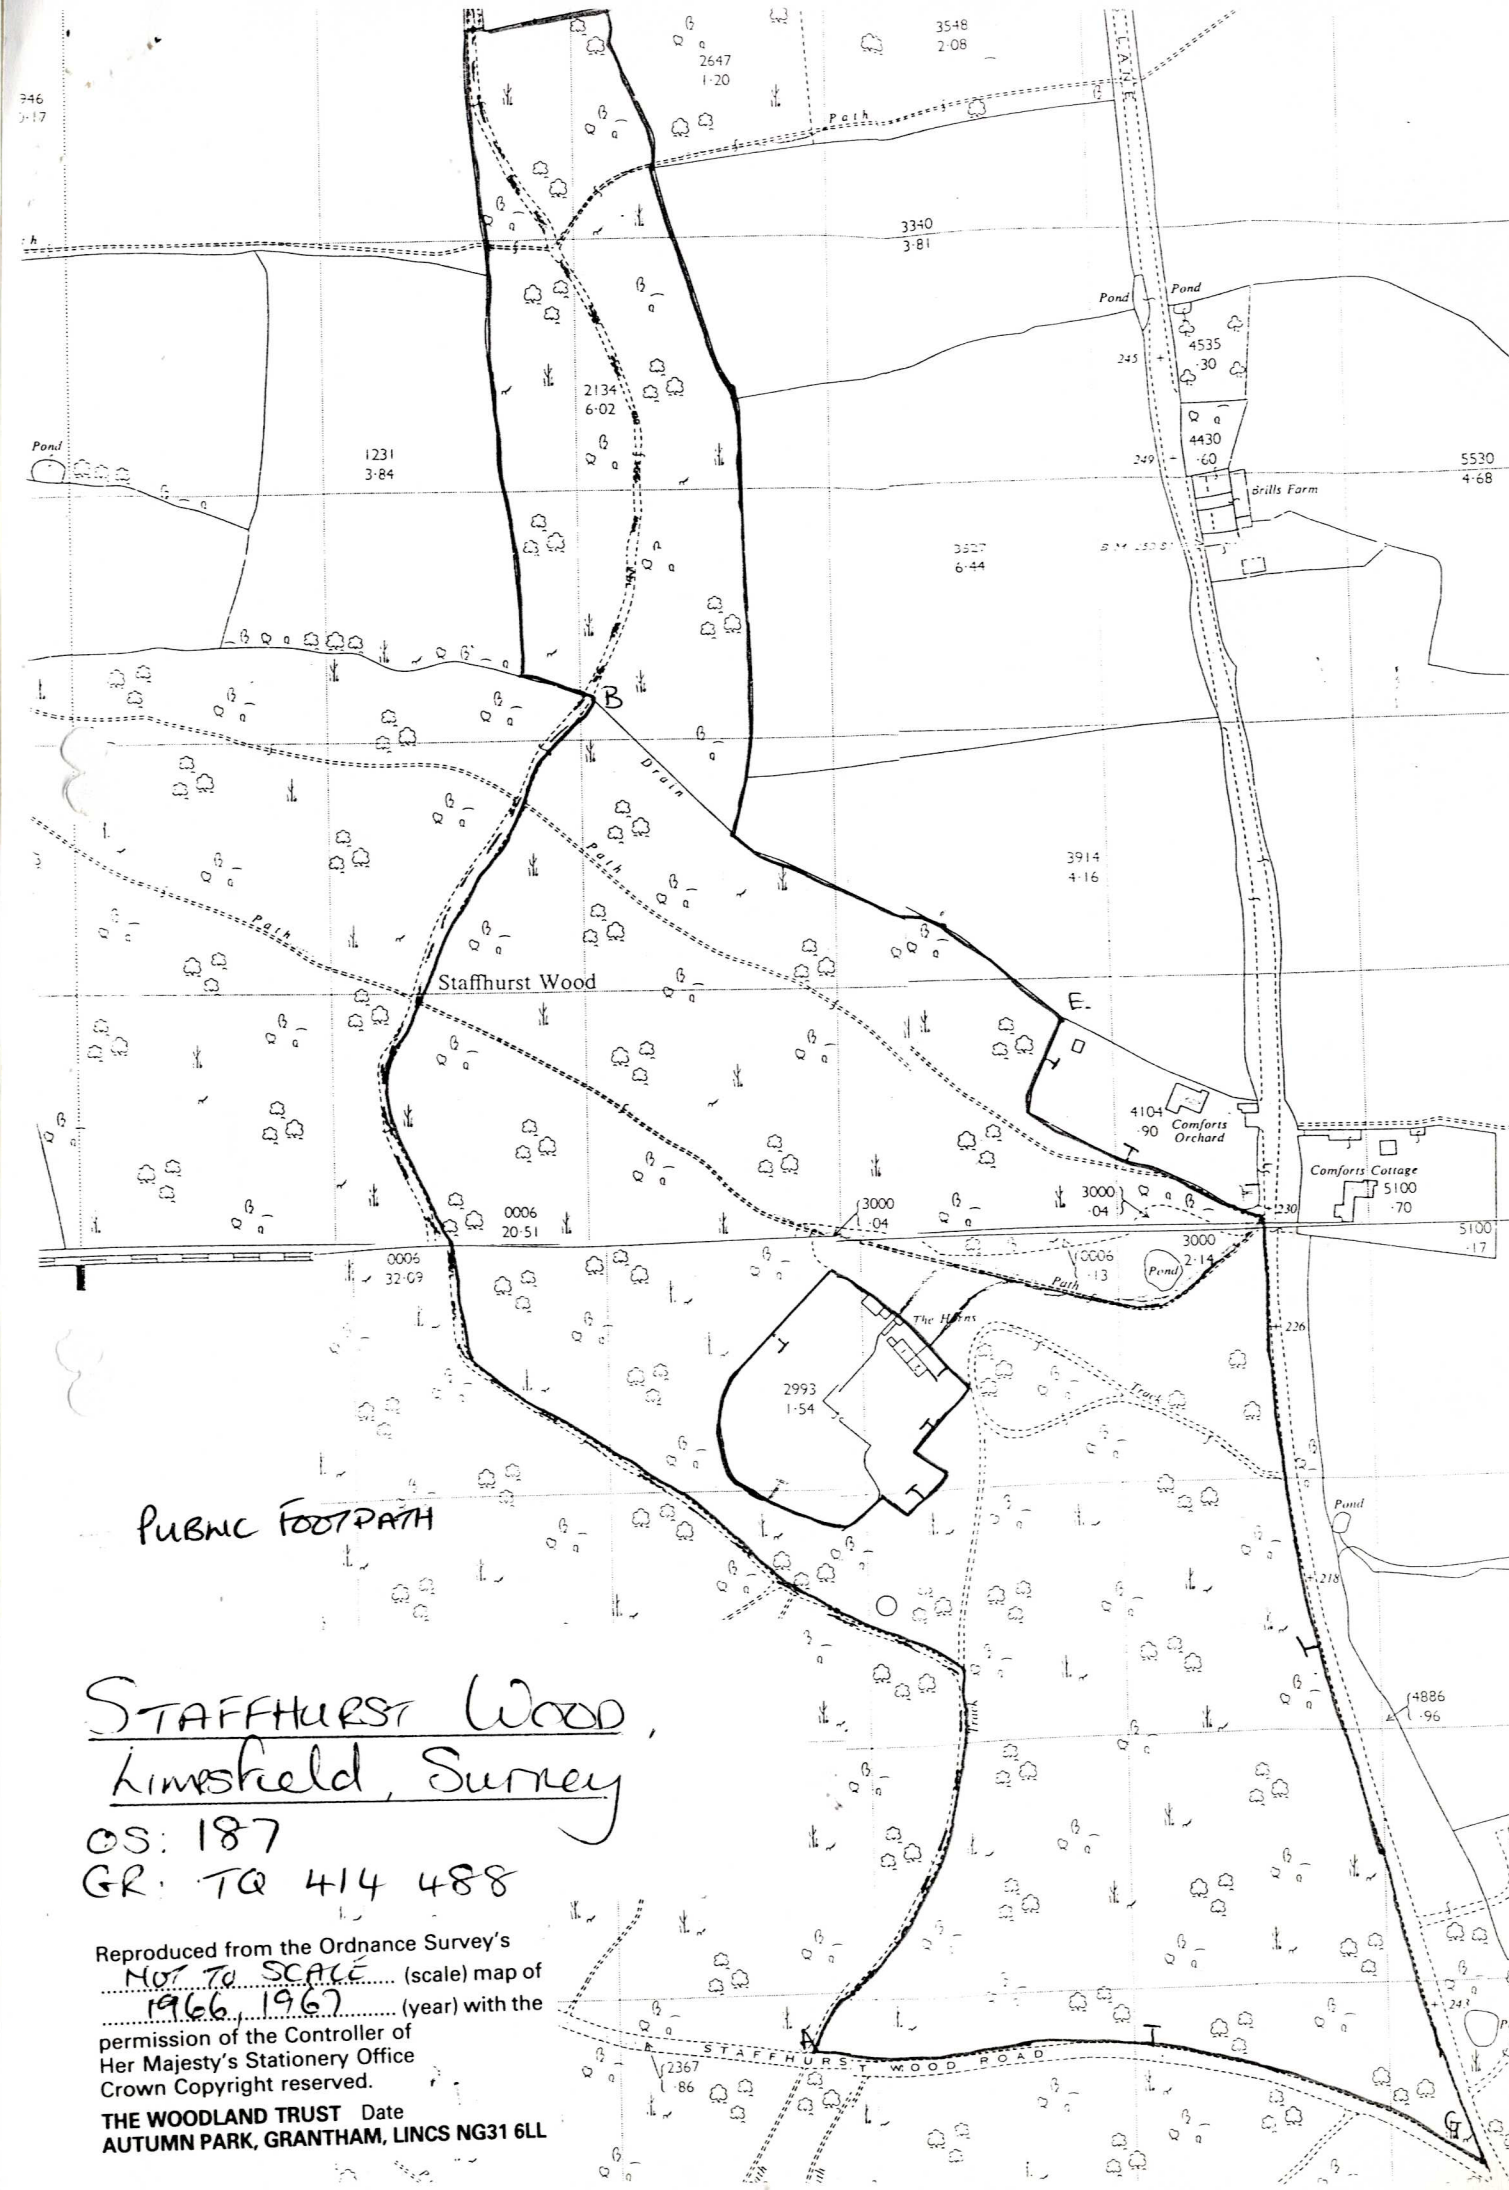 3548
2·08
2647
1·20
LANE
Path
3340
3·81
Pond
Pond
4535
·30
245
2134
6·02
4430
·60
249
Pond
1231
3·84
5530
4·68
Brills Farm
3527
6·44
B
Drain
Path
3914
4·16
Path
Staffhurst Wood
E.
4104
·90
Comforts
Orchard
Comforts Cottage
5100
·70
3000
·04
3000
·04
230
0006
20·51
3000
2·14
5100
·17
0006
32·09
0006
·13
Pond
Path
The Horns
226
2993
1·54
Track
PUBLIC FOOTPATH
Pond
218
STAFFHURST WOOD,
Limpsfield, Surrey
OS: 187
GR: TQ 414 488
Track
4886
·96
Reproduced from the Ordnance Survey's
NOT TO SCALE (scale) map of
1966, 1967 (year) with the
permission of the Controller of
Her Majesty's Stationery Office
Crown Copyright reserved.
THE WOODLAND TRUST Date
AUTUMN PARK, GRANTHAM, LINCS NG31 6LL
243
A
STAFFHURST WOOD ROAD
2367
·86
G